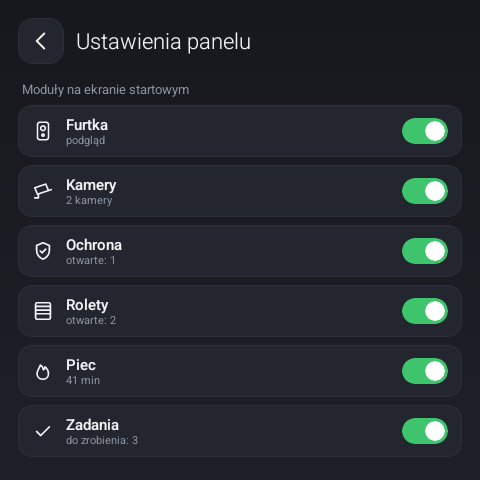 Ustawienia panelu
Moduły na ekranie startowym
Furtka
podgląd
Kamery
2 kamery
Ochrona
otwarte: 1
Rolety
otwarte: 2
Piec
41 min
Zadania
do zrobienia: 3